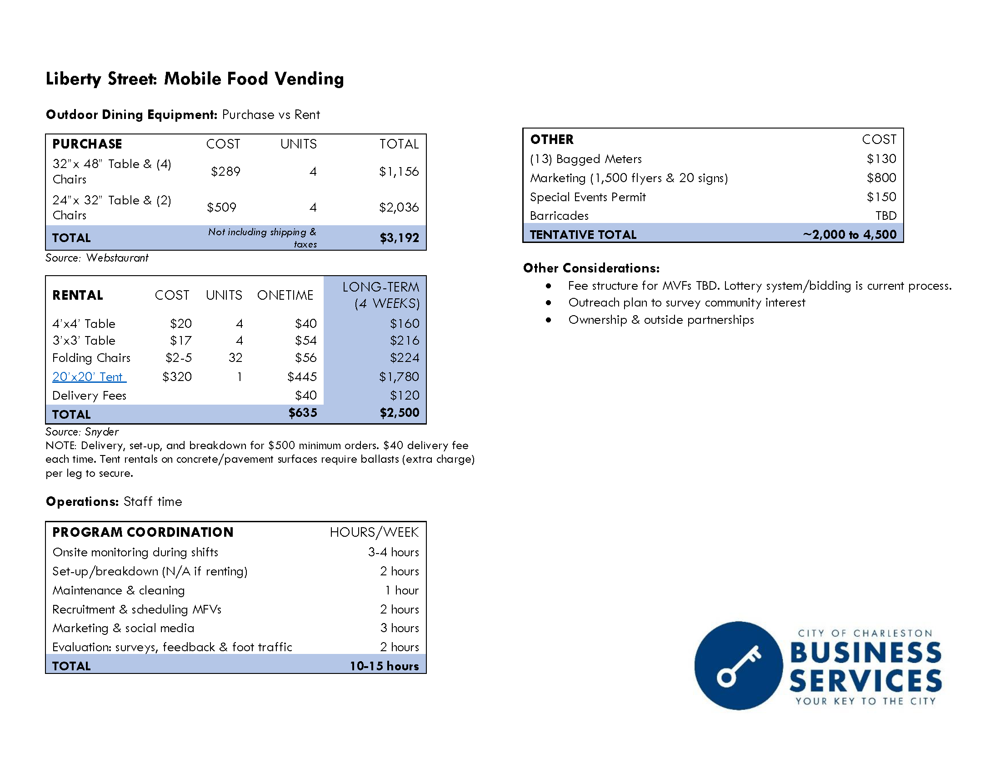 Liberty Street: Mobile Food Vending
Outdoor Dining Equipment: Purchase vs Rent
PURCHASE COST UNITS TOTAL
32”x 48” Table & (4)
Chairs $289 4 $1,156
24”x 32” Table & (2)
Chairs $509 4 $2,036
TOTAL Not including shipping &
taxes $3,192
Source: Webstaurant
RENTAL COST UNITS ONETIME LONG-TERM
(4 WEEKS)
4’x4’ Table $20 4 $40 $160
3’x3’ Table $17 4 $54 $216
Folding Chairs $2-5 32 $56 $224
20’x20’ Tent $320 1 $445 $1,780
Delivery Fees $40 $120
TOTAL $635 $2,500
Source: Snyder
NOTE: Delivery, set-up, and breakdown for $500 minimum orders. $40 delivery fee
each time. Tent rentals on concrete/pavement surfaces require ballasts (extra charge)
per leg to secure.
Operations: Staff time
PROGRAM COORDINATION HOURS/WEEK
Onsite monitoring during shifts 3-4 hours
Set-up/breakdown (N/A if renting) 2 hours
Maintenance & cleaning 1 hour
Recruitment & scheduling MFVs 2 hours
Marketing & social media 3 hours
Evaluation: surveys, feedback & foot traffic 2 hours
TOTAL 10-15 hours
OTHER COST
(13) Bagged Meters $130
Marketing (1,500 flyers & 20 signs) $800
Special Events Permit $150
Barricades TBD
TENTATIVE TOTAL ~2,000 to 4,500
Other Considerations:
• Fee structure for MVFs TBD. Lottery system/bidding is current process.
• Outreach plan to survey community interest
• Ownership & outside partnerships
CITY OF CHARLESTON
BUSINESS
SERVICES
YOUR KEY TO THE CITY